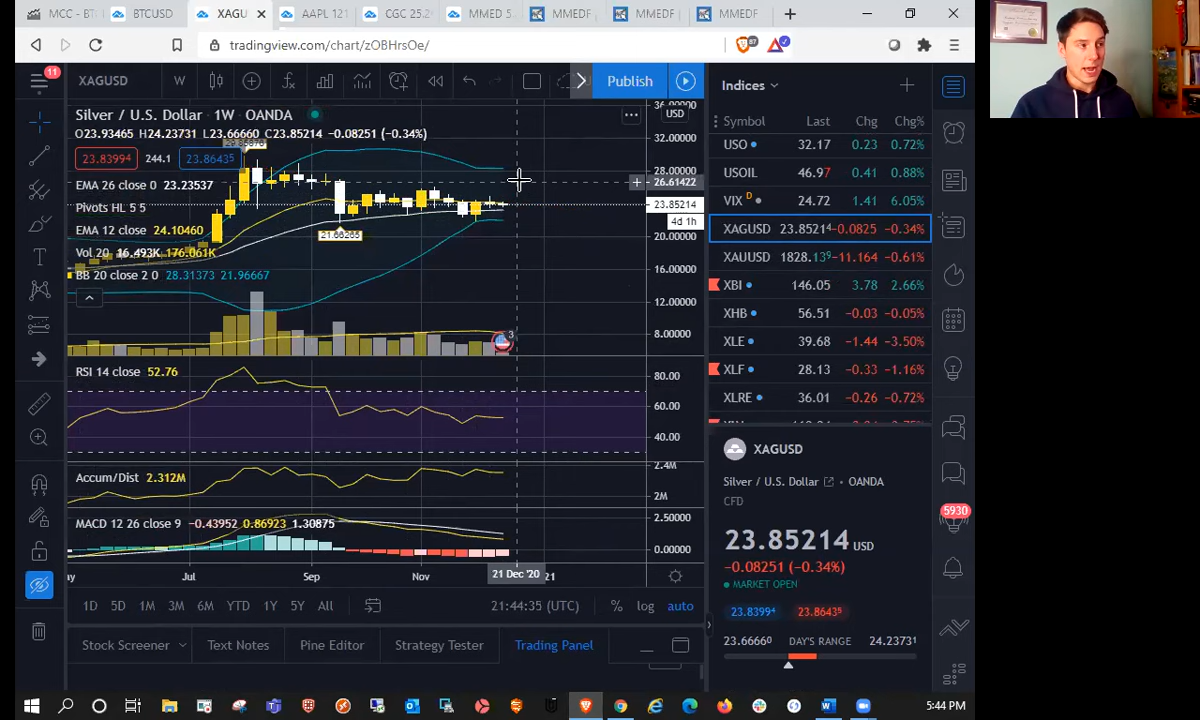 MCC - BT
BTCUSD
XAGU
AAPL 121
CGC 25.2
MMED 5
MMEDF
MMEDF
MMEDF
tradingview.com/chart/zOBHrsOe/
11
XAGUSD
W
Publish
Silver / U.S. Dollar · 1W · OANDA
O23.93465 H24.23731 L23.66660 C23.85214 -0.08251 (-0.34%)
23.83994
244.1
23.86435
EMA 26 close 0 23.23537
Pivots HL 5 5
EMA 12 close 24.10460
Vol 20 16.493K 176.061K
BB 20 close 2 0 28.31373 21.96667
36.00000
USD
32.00000
28.00000
26.61422
23.85214
4d 1h
20.00000
16.00000
12.00000
8.00000
RSI 14 close 52.76
80.00
60.00
40.00
Accum/Dist 2.312M
2.4M
2M
MACD 12 26 close 9 -0.43952 0.86923 1.30875
2.50000
0.00000
Jul
Sep
Nov
21 Dec '20
21
1D 5D 1M 3M 6M YTD 1Y 5Y All
21:44:35 (UTC)
%
log
auto
Stock Screener
Text Notes
Pine Editor
Strategy Tester
Trading Panel
Indices
Symbol Last Chg Chg%
USO 32.17 0.23 0.72%
USOIL 46.97 0.41 0.88%
VIX D 24.72 1.41 6.05%
XAGUSD 23.85214 -0.0825 -0.34%
XAUUSD 1828.139 -11.164 -0.61%
XBI 146.05 3.78 2.66%
XHB 56.51 -0.03 -0.05%
XLE 39.68 -1.44 -3.50%
XLF 28.13 -0.33 -1.16%
XLRE 36.01 -0.26 -0.72%
XAGUSD
Silver / U.S. Dollar · OANDA
CFD
23.85214 USD
-0.08251 (-0.34%)
MARKET OPEN
23.83994
23.86435
23.66660 DAY'S RANGE 24.23731
5930
5:44 PM